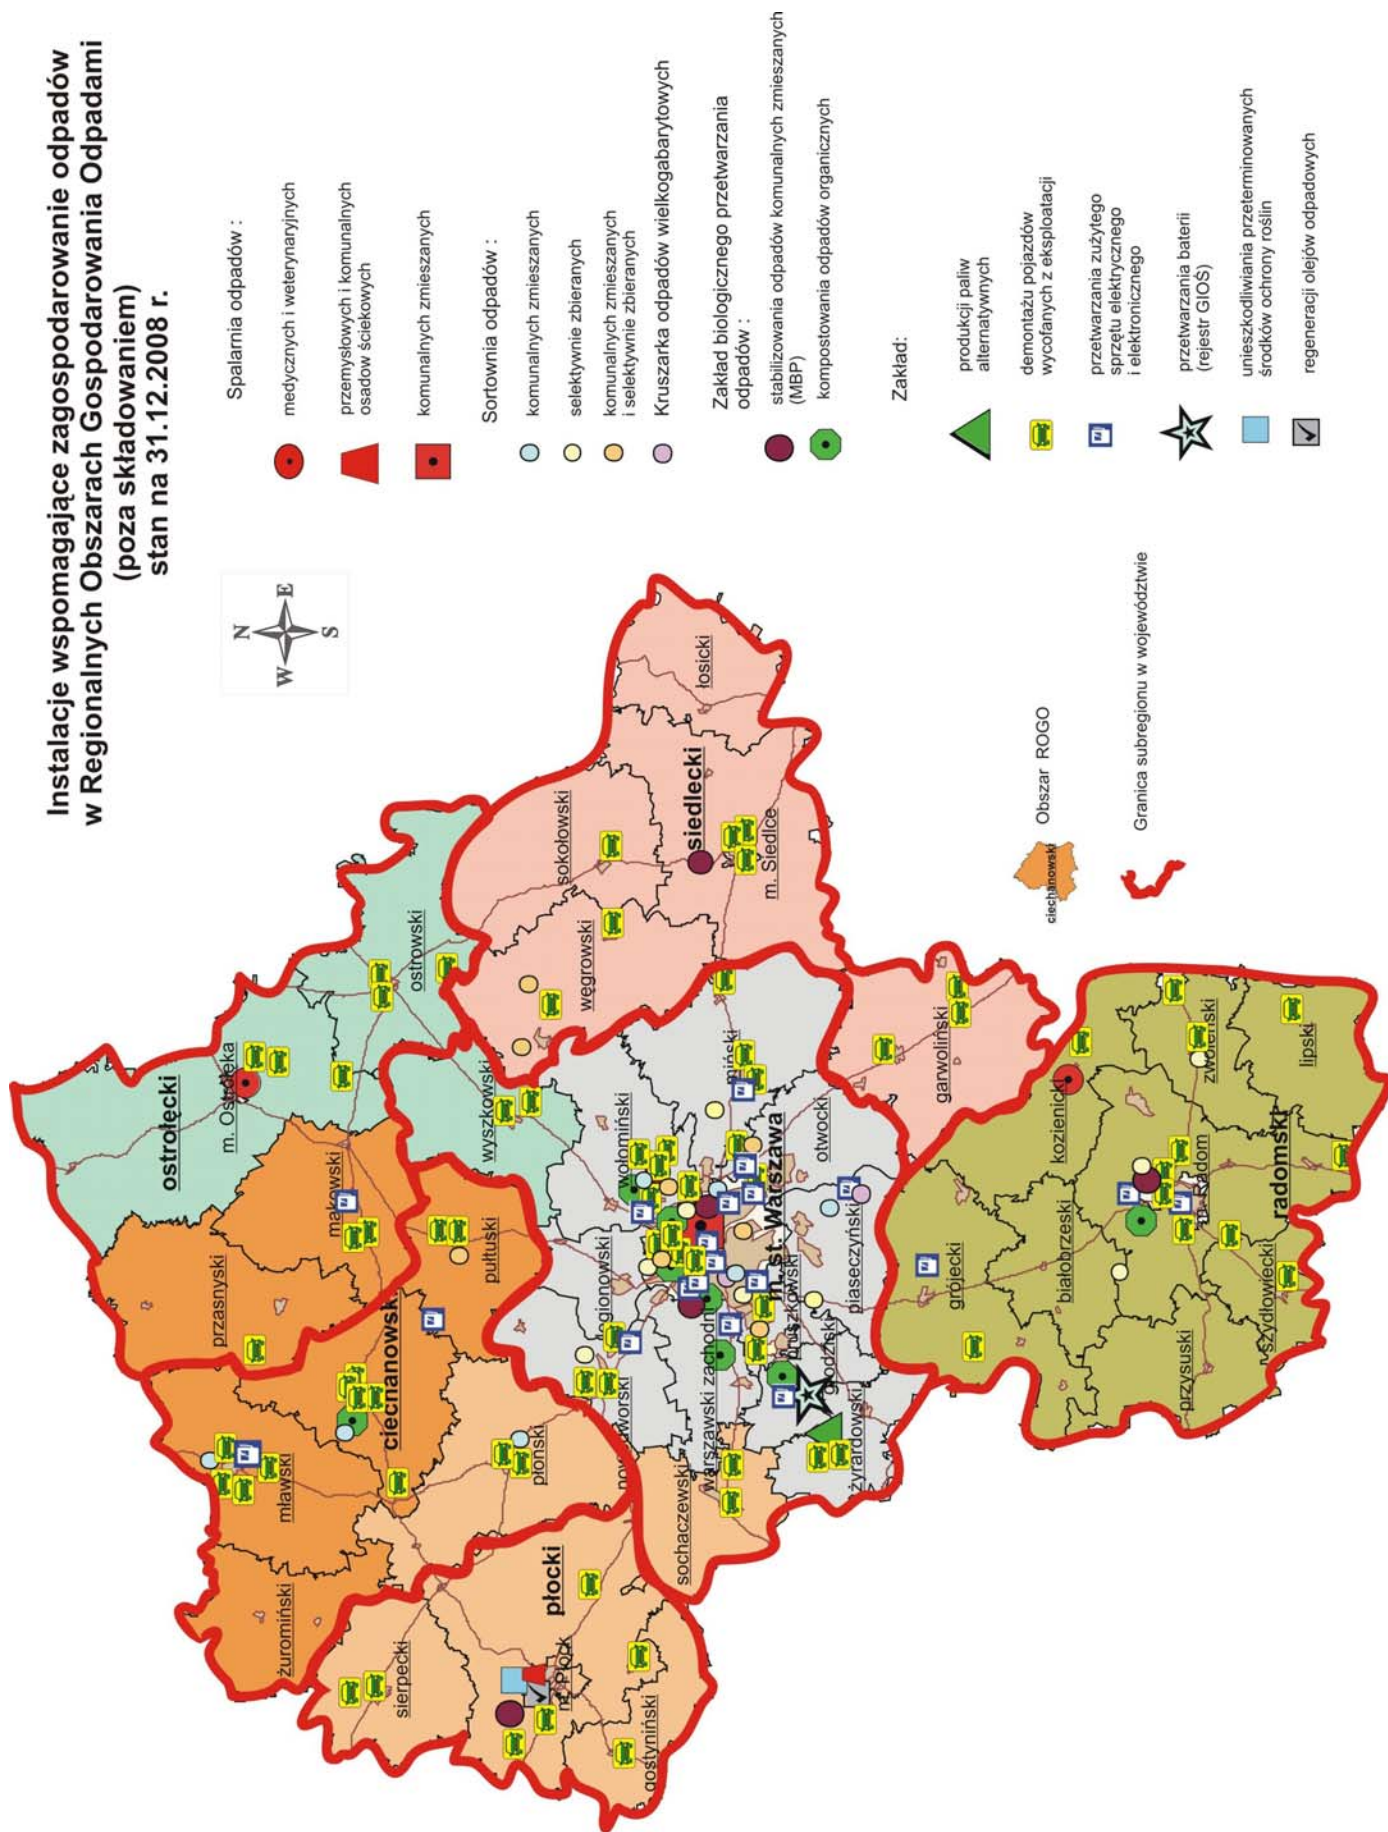 Instalacje wspomagające zagospodarowanie odpadów
w Regionalnych Obszarach Gospodarowania Odpadami
(poza składowaniem)
stan na 31.12.2008 r.
N
W
E
S
Spalarnia odpadów :
medycznych i weterynaryjnych
przemysłowych i komunalnych
osadów ściekowych
komunalnych zmieszanych
Sortownia odpadów :
komunalnych zmieszanych
selektywnie zbieranych
komunalnych zmieszanych
i selektywnie zbieranych
Kruszarka odpadów wielkogabarytowych
Zakład biologicznego przetwarzania
odpadów :
stabilizowania odpadów komunalnych zmieszanych
(MBP)
kompostowania odpadów organicznych
Zakład:
produkcji paliw
alternatywnych
demontażu pojazdów
wycofanych z eksploatacji
przetwarzania zużytego
sprzętu elektrycznego
i elektronicznego
przetwarzania baterii
(rejestr GIOŚ)
unieszkodliwiania przeterminowanych
środków ochrony roślin
regeneracji olejów odpadowych
ciechanowski
Obszar ROGO
Granica subregionu w województwie
ostrołęcki
m. Ostrołęka
ostrowski
makowski
przasnyski
wyszkowski
pułtuski
ciechanowski
mławski
żuromiński
płoński
sierpecki
płocki
m. Płock
gostyniński
sochaczewski
sokołowski
węgrowski
siedlecki
m. Siedlce
łosicki
wołomiński
legionowski
nowodworski
miński
m. st. Warszawa
warszawski zachodni
pruszkowski
grodziski
żyrardowski
otwocki
piaseczyński
garwoliński
kozienicki
grójecki
białobrzeski
zwoleński
lipski
m. Radom
radomski
przysuski
szydłowiecki